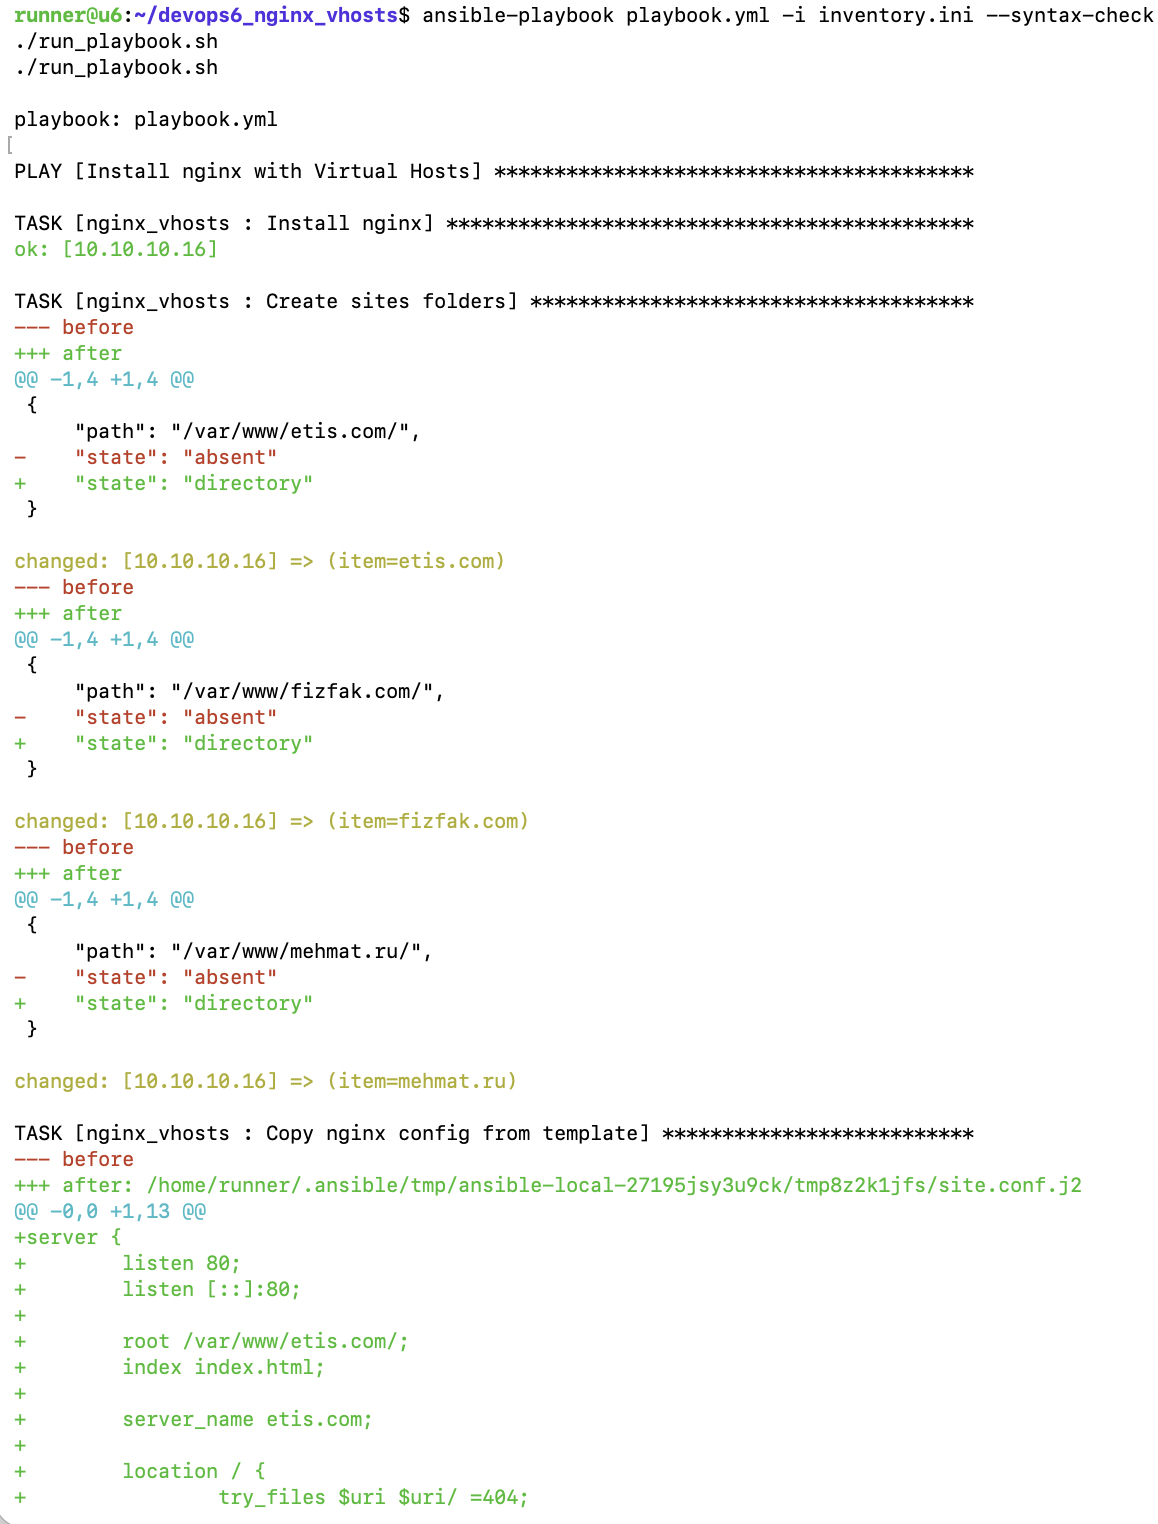 runner@u6:~/devops6_nginx_vhosts$ ansible-playbook playbook.yml -i inventory.ini --syntax-check
./run_playbook.sh
./run_playbook.sh

playbook: playbook.yml
[
PLAY [Install nginx with Virtual Hosts] ****************************************

TASK [nginx_vhosts : Install nginx] ********************************************
ok: [10.10.10.16]

TASK [nginx_vhosts : Create sites folders] *************************************
--- before
+++ after
@@ -1,4 +1,4 @@
 {
     "path": "/var/www/etis.com/",
-    "state": "absent"
+    "state": "directory"
 }

changed: [10.10.10.16] => (item=etis.com)
--- before
+++ after
@@ -1,4 +1,4 @@
 {
     "path": "/var/www/fizfak.com/",
-    "state": "absent"
+    "state": "directory"
 }

changed: [10.10.10.16] => (item=fizfak.com)
--- before
+++ after
@@ -1,4 +1,4 @@
 {
     "path": "/var/www/mehmat.ru/",
-    "state": "absent"
+    "state": "directory"
 }

changed: [10.10.10.16] => (item=mehmat.ru)

TASK [nginx_vhosts : Copy nginx config from template] **************************
--- before
+++ after: /home/runner/.ansible/tmp/ansible-local-27195jsy3u9ck/tmp8z2k1jfs/site.conf.j2
@@ -0,0 +1,13 @@
+server {
+        listen 80;
+        listen [::]:80;
+
+        root /var/www/etis.com/;
+        index index.html;
+
+        server_name etis.com;
+
+        location / {
+                try_files $uri $uri/ =404;